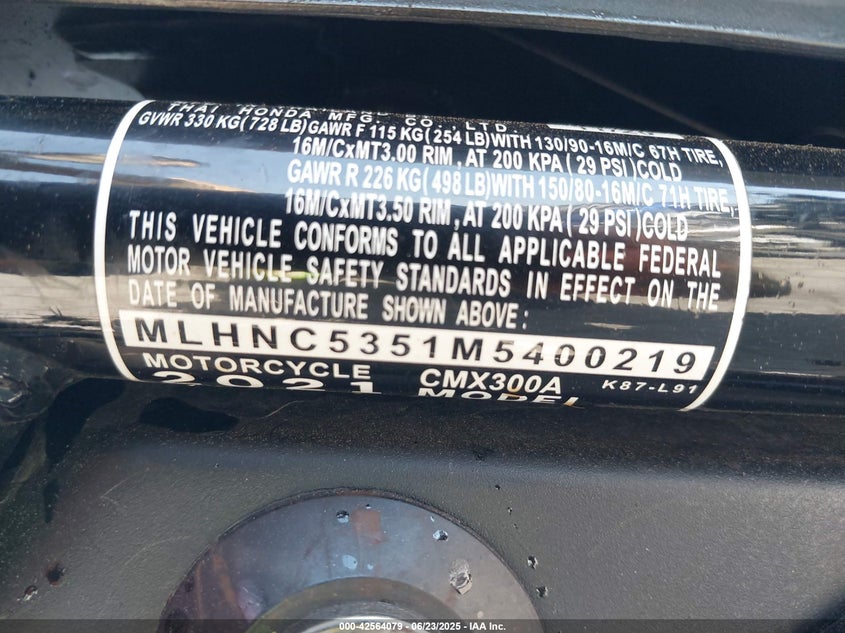 THAI HONDA MFG. CO., LTD.
GVWR 330 KG(728 LB)GAWR F 115 KG(254 LB)WITH 130/90-16M/C 67H TIRE,
16M/CxMT3.00 RIM, AT 200 KPA(29 PSI)COLD
GAWR R 226 KG(498 LB)WITH 150/80-16M/C 71H TIRE,
16M/CxMT3.50 RIM, AT 200 KPA(29 PSI)COLD
THIS VEHICLE CONFORMS TO ALL APPLICABLE FEDERAL
MOTOR VEHICLE SAFETY STANDARDS IN EFFECT ON THE
DATE OF MANUFACTURE SHOWN ABOVE:
MLHNC5351M5400219
MOTORCYCLE CMX300A K87-L91
2021 MODEL
000-42564079 — 06/23/2025 — IAA Inc.